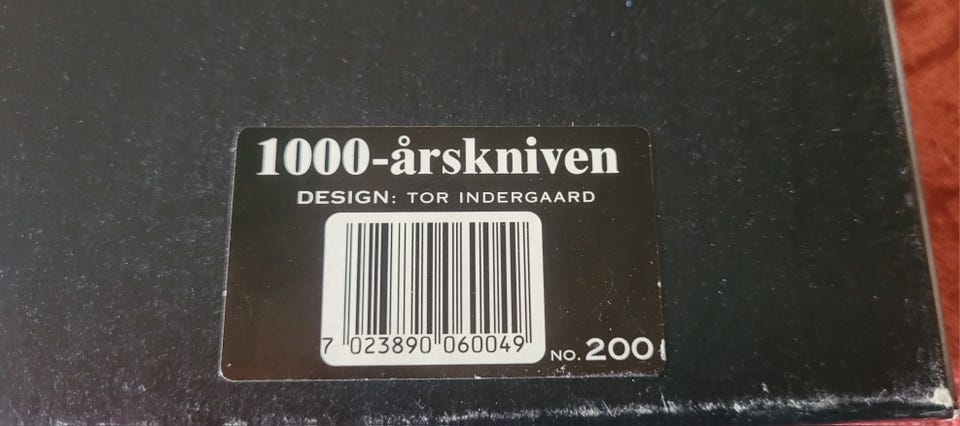 1000-årskniven
DESIGN: TOR INDERGAARD
7 023890 060049
NO. 200